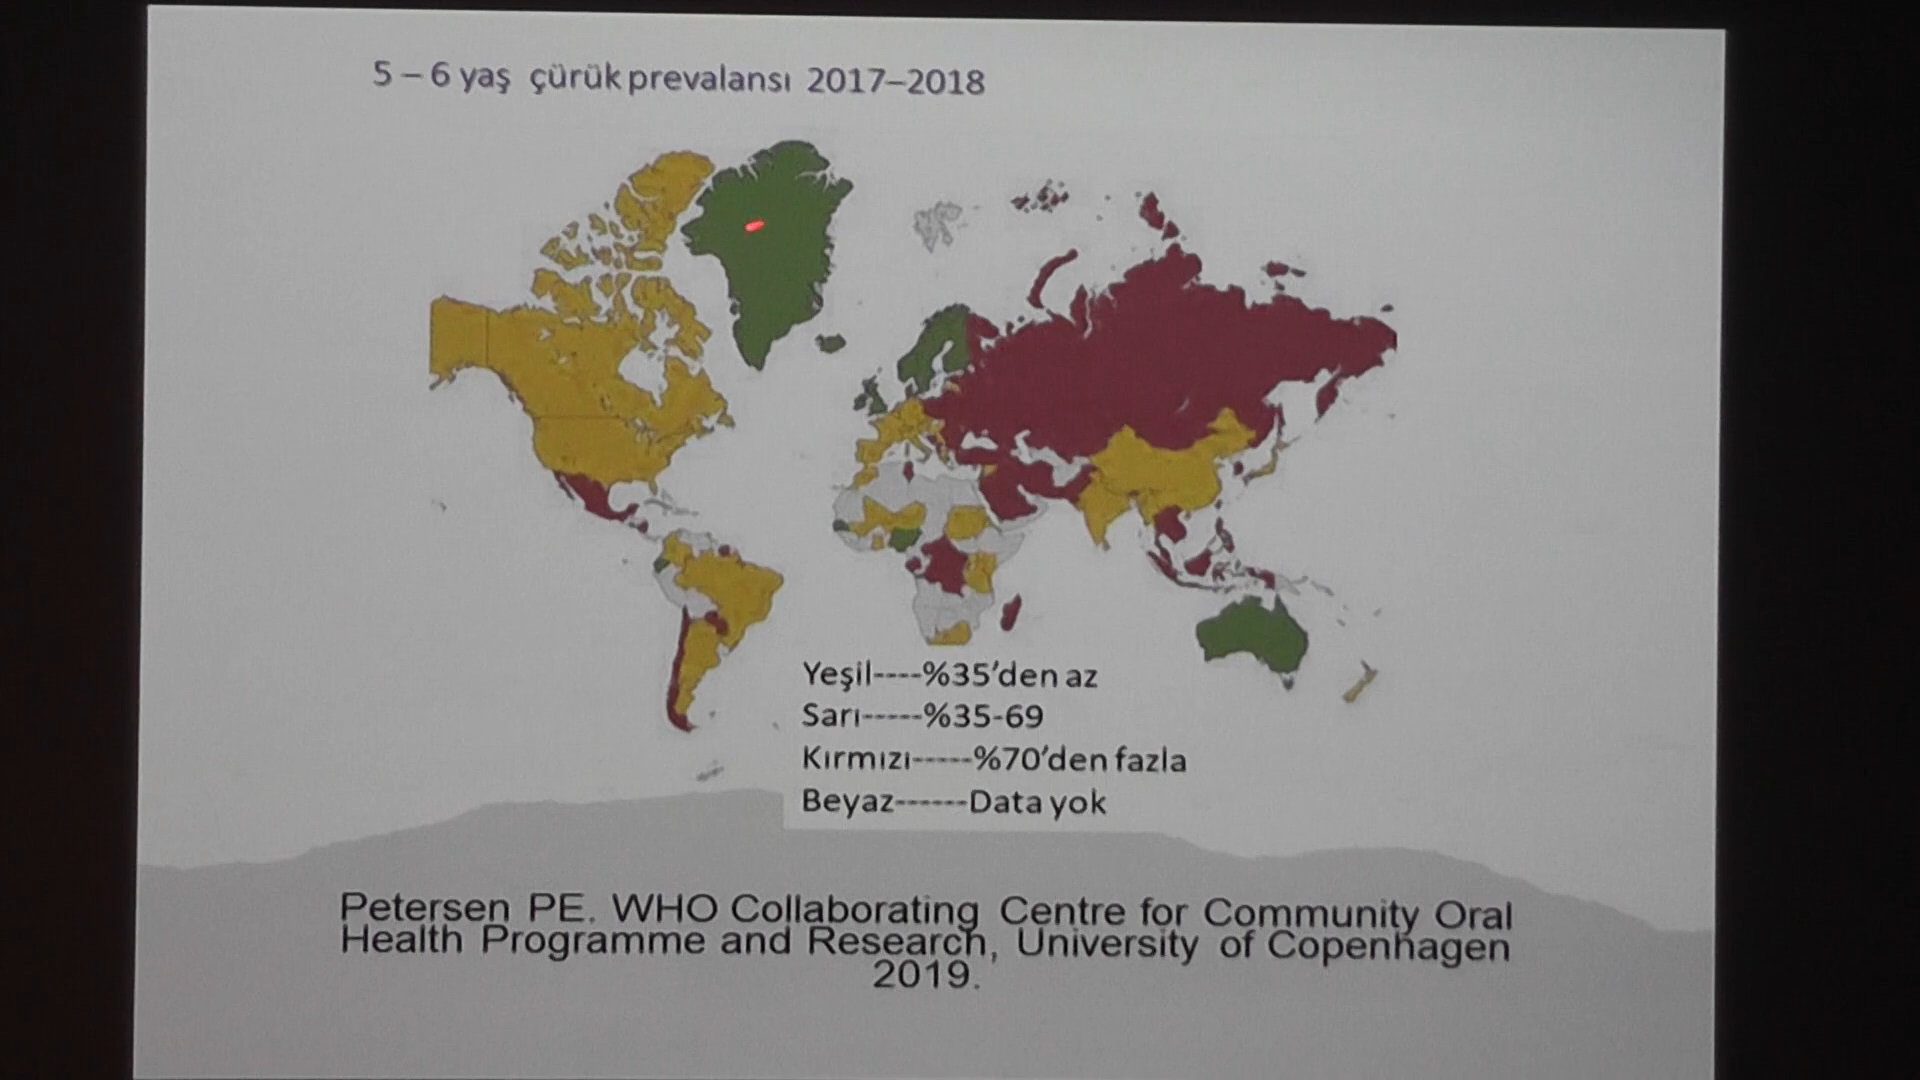 5 – 6 yaş çürük prevalansı 2017–2018
Yeşil----%35’den az
Sarı-----%35-69
Kırmızı-----%70’den fazla
Beyaz------Data yok
Petersen PE. WHO Collaborating Centre for Community Oral
Health Programme and Research, University of Copenhagen
2019.